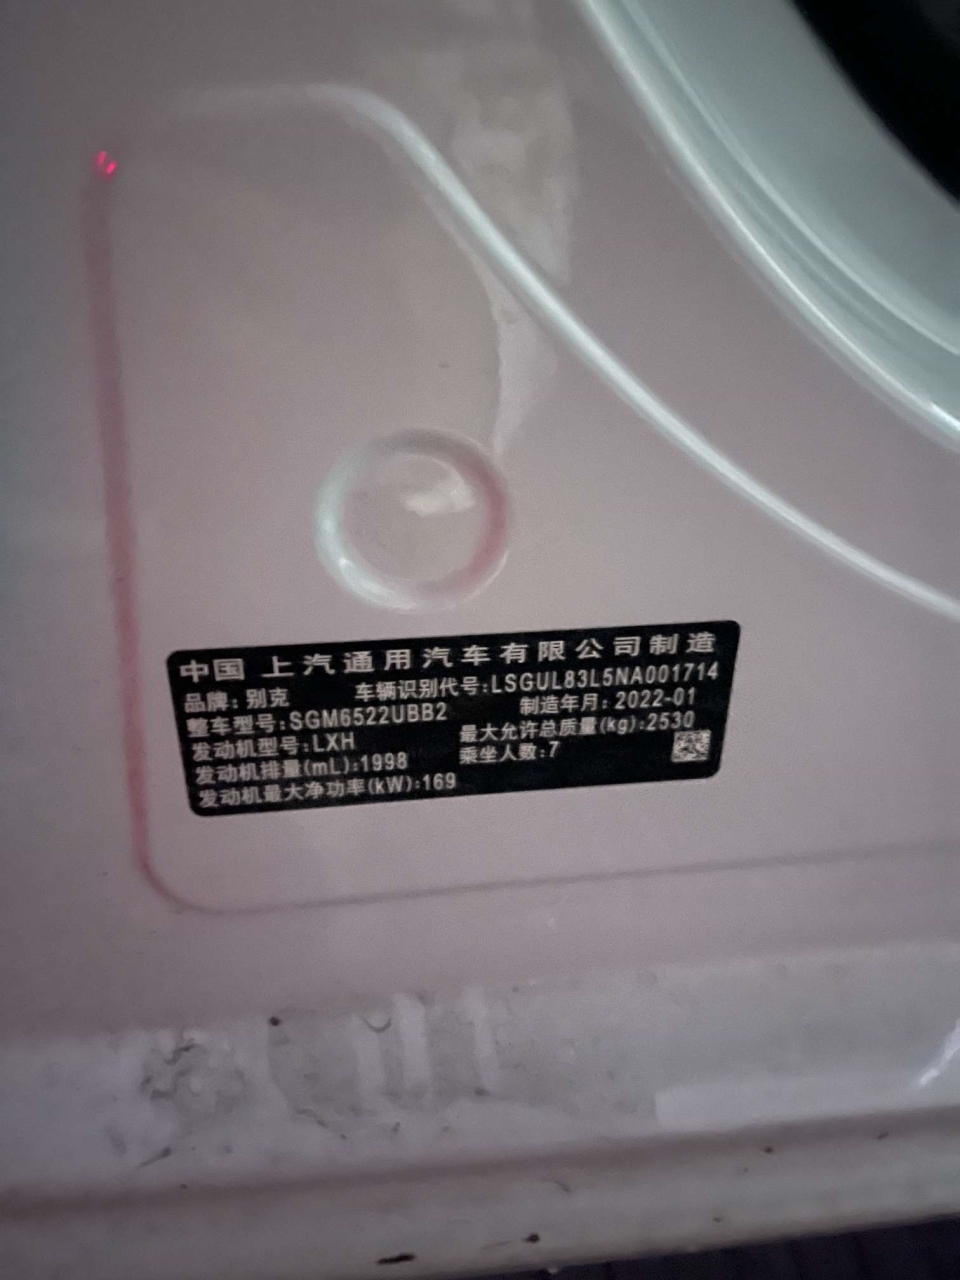 中国 上汽通用汽车有限公司制造
品牌:别克 车辆识别代号:LSGUL83L5NA001714
整车型号:SGM6522UBB2 制造年月:2022-01
发动机型号:LXH 最大允许总质量(kg):2530
发动机排量(mL):1998 乘坐人数:7
发动机最大净功率(kW):169